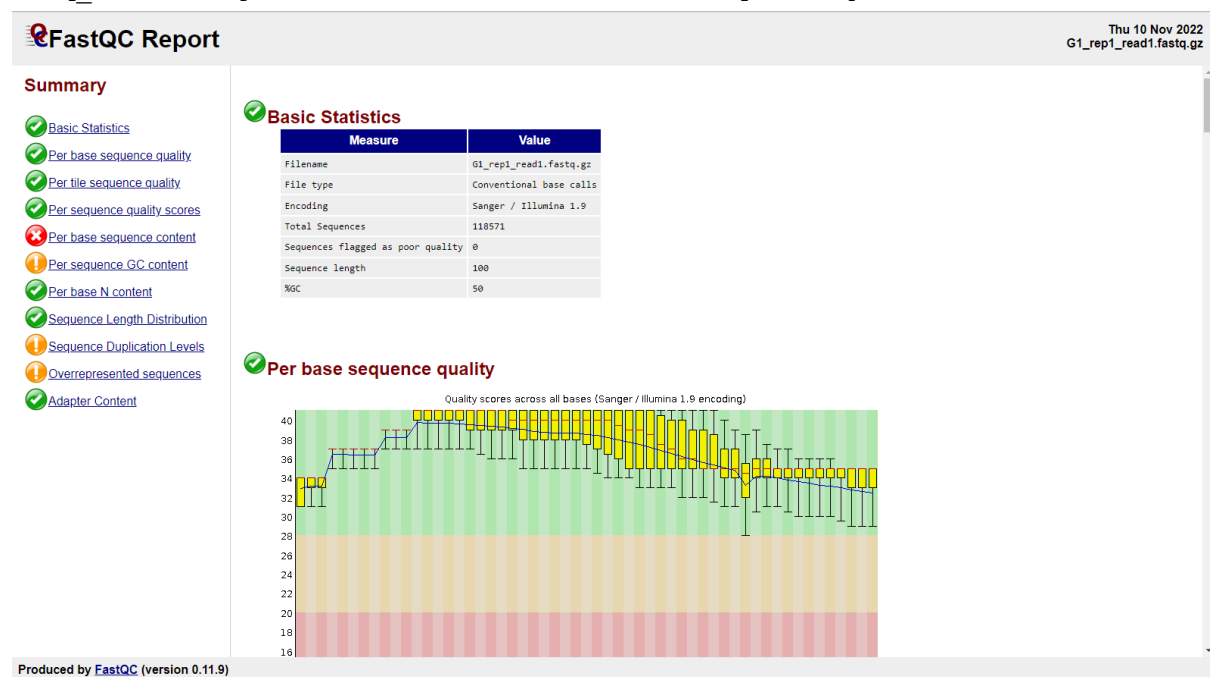 FastQC Report
Thu 10 Nov 2022
G1_rep1_read1.fastq.gz
Summary
Basic Statistics
Per base sequence quality
Per tile sequence quality
Per sequence quality scores
Per base sequence content
Per sequence GC content
Per base N content
Sequence Length Distribution
Sequence Duplication Levels
Overrepresented sequences
Adapter Content
Basic Statistics
Measure Value
Filename G1_rep1_read1.fastq.gz
File type Conventional base calls
Encoding Sanger / Illumina 1.9
Total Sequences 118571
Sequences flagged as poor quality 0
Sequence length 100
%GC 50
Per base sequence quality
Quality scores across all bases (Sanger / Illumina 1.9 encoding)
40
38
36
34
32
30
28
26
24
22
20
18
16
Produced by FastQC (version 0.11.9)